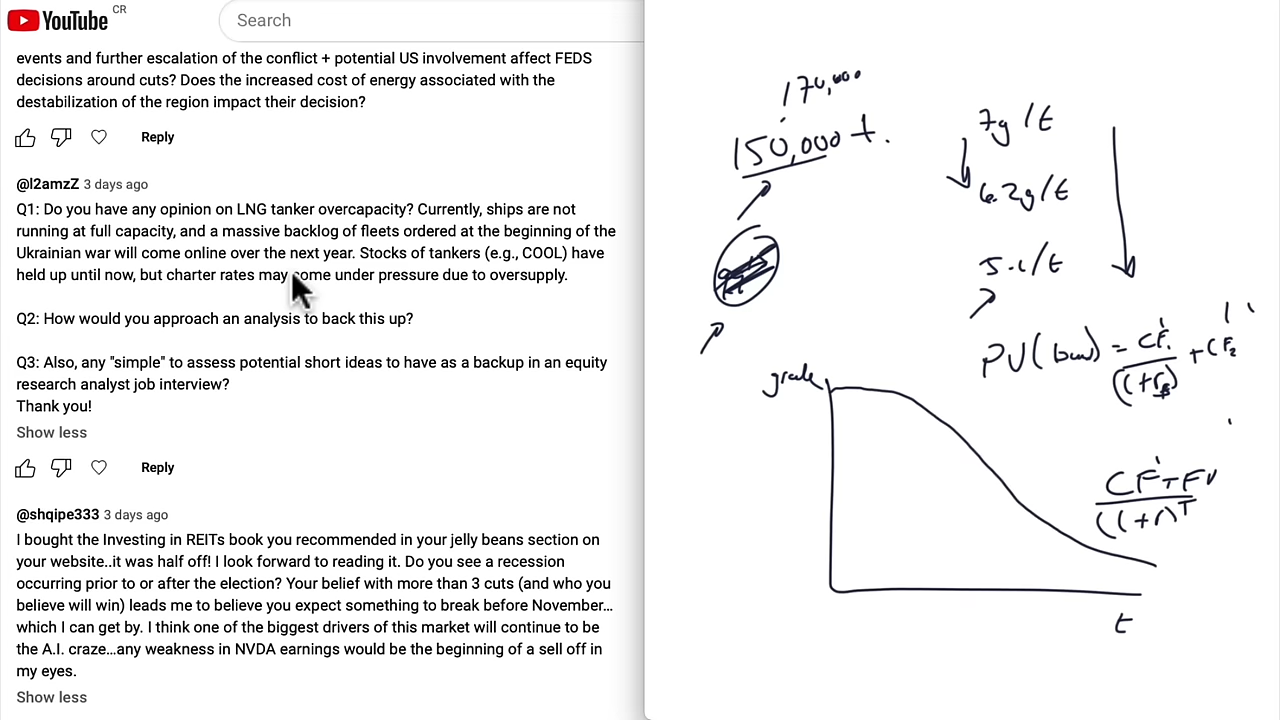 YouTube CR
Search
events and further escalation of the conflict + potential US involvement affect FEDS
decisions around cuts? Does the increased cost of energy associated with the
destabilization of the region impact their decision?
Reply
@l2amzZ 3 days ago
Q1: Do you have any opinion on LNG tanker overcapacity? Currently, ships are not
running at full capacity, and a massive backlog of fleets ordered at the beginning of the
Ukrainian war will come online over the next year. Stocks of tankers (e.g., COOL) have
held up until now, but charter rates may come under pressure due to oversupply.
Q2: How would you approach an analysis to back this up?
Q3: Also, any "simple" to assess potential short ideas to have as a backup in an equity
research analyst job interview?
Thank you!
Show less
Reply
@shqipe333 3 days ago
I bought the Investing in REITs book you recommended in your jelly beans section on
your website..it was half off! I look forward to reading it. Do you see a recession
occurring prior to or after the election? Your belief with more than 3 cuts (and who you
believe will win) leads me to believe you expect something to break before November...
which I can get by. I think one of the biggest drivers of this market will continue to be
the A.I. craze...any weakness in NVDA earnings would be the beginning of a sell off in
my eyes.
Show less
170,000
150,000 t.
7g/t
6.2g/t
PV( ) = CF1 + CF2
(1+r)
grade
CFT FV
(1+r)T
t